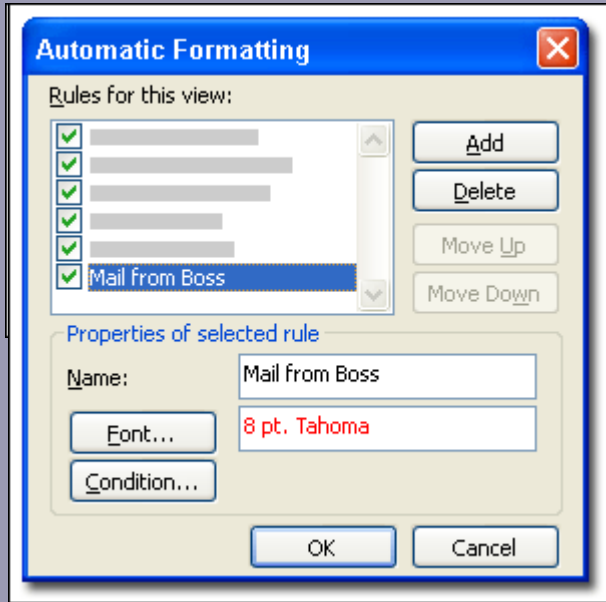 Automatic Formatting
Rules for this view:
Add
Delete
Move Up
Move Down
Mail from Boss
Properties of selected rule
Name:
Mail from Boss
Font...
8 pt. Tahoma
Condition...
OK
Cancel